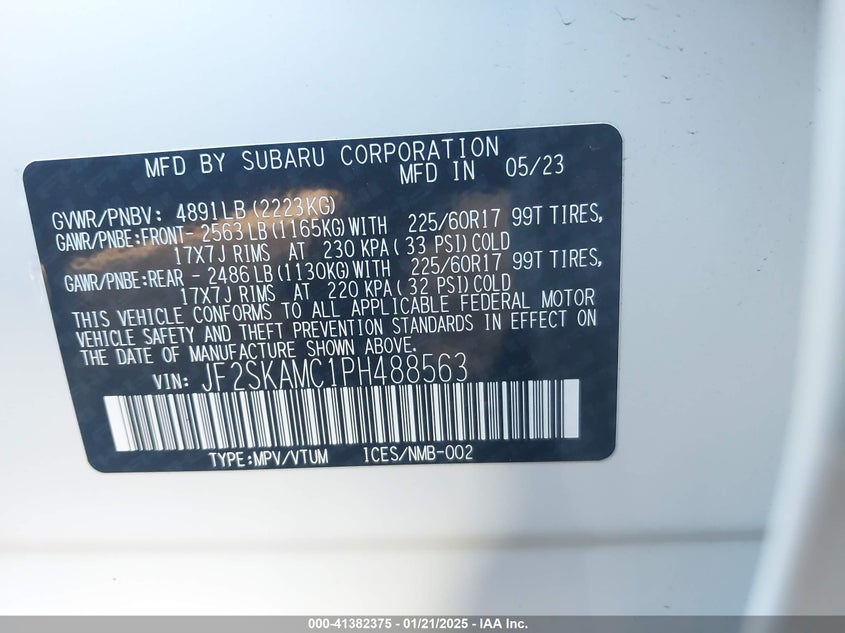 MFD BY SUBARU CORPORATION
MFD IN 05/23
GVWR/PNBV: 4891LB(2223KG)
GAWR/PNBE:FRONT- 2563LB(1165KG)WITH 225/60R17 99T TIRES,
17X7J RIMS AT 230 KPA(33 PSI)COLD
GAWR/PNBE:REAR - 2486LB(1130KG)WITH 225/60R17 99T TIRES,
17X7J RIMS AT 220 KPA(32 PSI)COLD
THIS VEHICLE CONFORMS TO ALL APPLICABLE FEDERAL MOTOR
VEHICLE SAFETY AND THEFT PREVENTION STANDARDS IN EFFECT ON
THE DATE OF MANUFACTURE SHOWN ABOVE.
VIN: JF2SKAMC1PH488563
TYPE:MPV/VTUM ICES/NMB-002
000-41382375 - 01/21/2025 - IAA Inc.